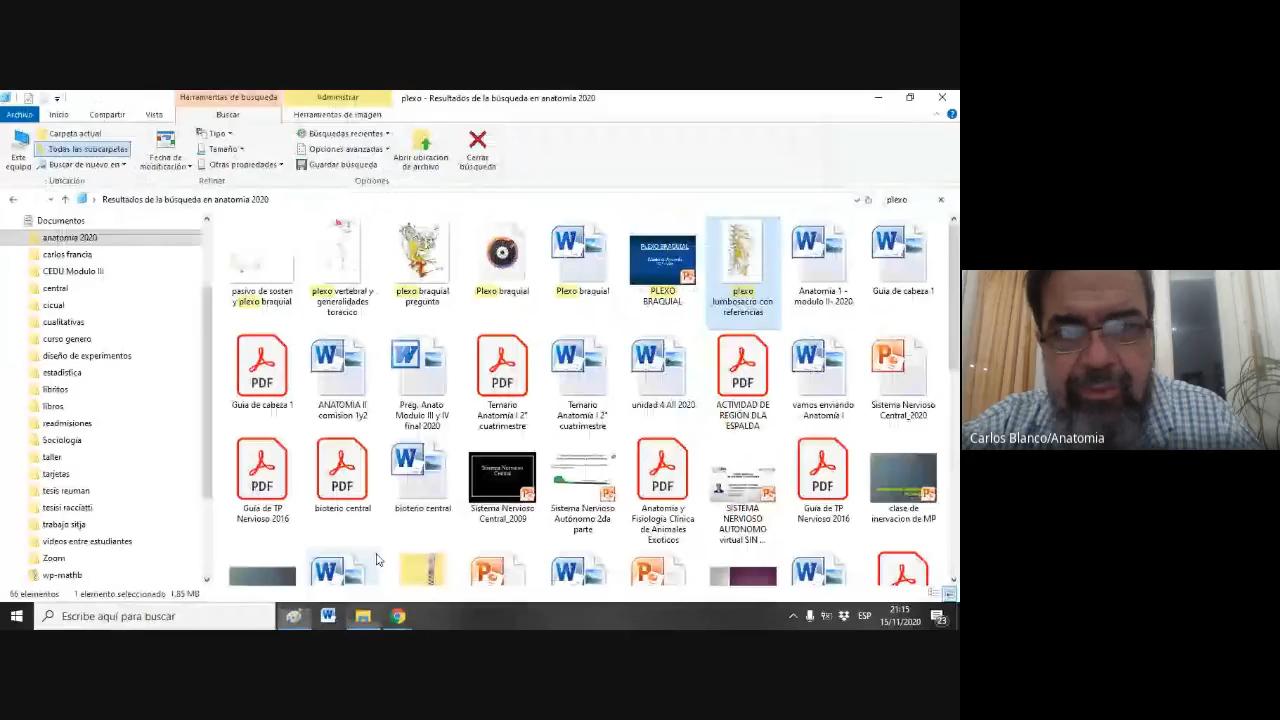 Herramientas de búsqueda
Administrar
plexo - Resultados de la búsqueda en anatomia 2020
Archivo
Inicio
Compartir
Vista
Buscar
Herramientas de imagen
Este equipo
Carpeta actual
Todas las subcarpetas
Buscar de nuevo en
Ubicación
Fecha de modificación
Tipo
Tamaño
Otras propiedades
Refinar
Búsquedas recientes
Opciones avanzadas
Guardar búsqueda
Opciones
Abrir ubicación de archivo
Cerrar búsqueda
Resultados de la búsqueda en anatomia 2020
plexo
Documentos
anatomia 2020
carlos francia
CEDU Modulo III
central
cicual
cualitativas
curso genero
diseño de experimentos
estadistica
libritos
libros
readmisiones
Sociologia
taller
tarjetas
tesis reuman
tesisi racciatti
trabajo sitja
videos entre estudiantes
Zoom
wp-mathb
pasivo de sosten y plexo braquial
plexo vertebral y generalidades toracico
plexo braquial pregunta
Plexo braquial
Plexo braquial
PLEXO BRAQUIAL
PLEXO BRAQUIAL
plexo lumbosacro con referencias
Anatomia 1 - modulo II- 2020
Guia de cabeza 1
PDF
Guia de cabeza 1
ANATOMIA II comision 1y2
Preg. Anato Modulo III y IV final 2020
PDF
Temario Anatomía I 2° cuatrimestre
Temario Anatomía I 2° cuatrimestre
unidad 4 AII 2020
PDF
ACTIVIDAD DE REGIÓN DLA ESPALDA
vamos enviando Anatomía I
Sistema Nervioso Central_2020
PDF
Guía de TP Nervioso 2016
PDF
bioterio central
bioterio central
Sistema Nervioso Central
Sistema Nervioso Central_2009
Sistema Nervioso Autónomo 2da parte
PDF
Anatomia y Fisiologia Clinica de Animales Exoticos
SISTEMA NERVIOSO AUTONOMO virtual SIN ...
PDF
Guía de TP Nervioso 2016
clase de inervacion de MP
66 elementos
1 elemento seleccionado 1,85 MB
Escribe aquí para buscar
ESP
21:15
15/11/2020
23
Carlos Blanco/Anatomia